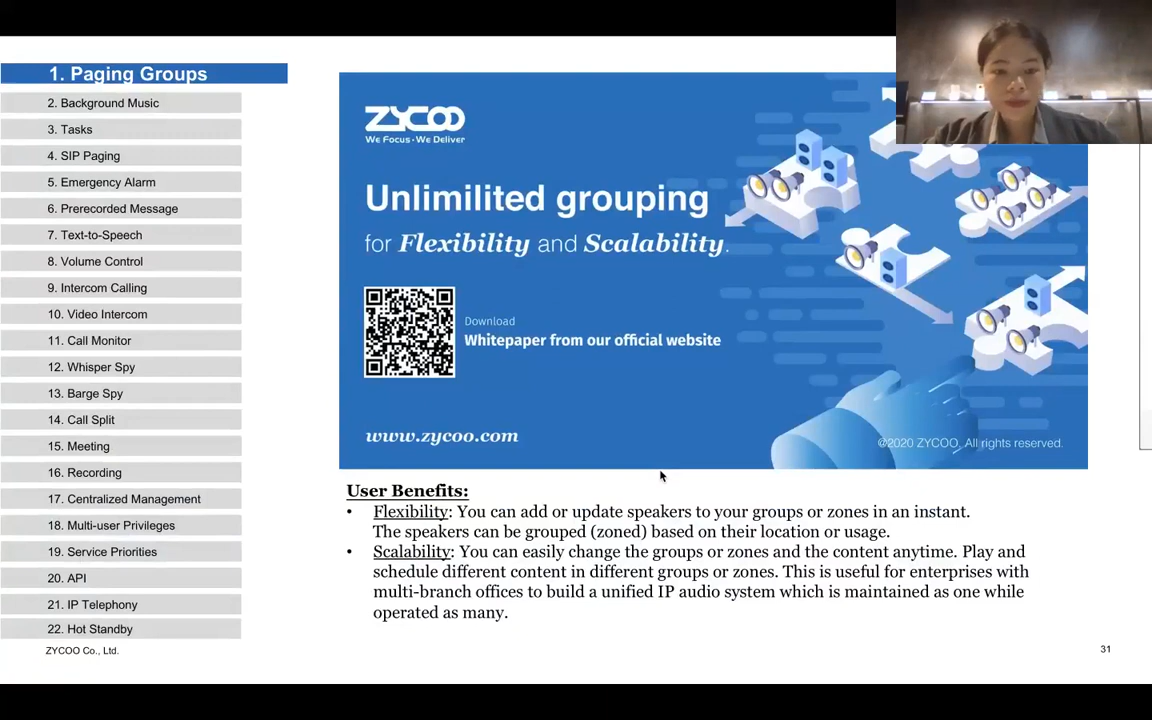 1. Paging Groups
2. Background Music
3. Tasks
4. SIP Paging
5. Emergency Alarm
6. Prerecorded Message
7. Text-to-Speech
8. Volume Control
9. Intercom Calling
10. Video Intercom
11. Call Monitor
12. Whisper Spy
13. Barge Spy
14. Call Split
15. Meeting
16. Recording
17. Centralized Management
18. Multi-user Privileges
19. Service Priorities
20. API
21. IP Telephony
22. Hot Standby
ZYCOO Co., Ltd.
ZYCOO
We Focus·We Deliver
Unlimilited grouping
for Flexibility and Scalability.
Download
Whitepaper from our official website
www.zycoo.com
©2020 ZYCOO. All rights reserved.
User Benefits:
• Flexibility: You can add or update speakers to your groups or zones in an instant.
The speakers can be grouped (zoned) based on their location or usage.
• Scalability: You can easily change the groups or zones and the content anytime. Play and
schedule different content in different groups or zones. This is useful for enterprises with
multi-branch offices to build a unified IP audio system which is maintained as one while
operated as many.
31